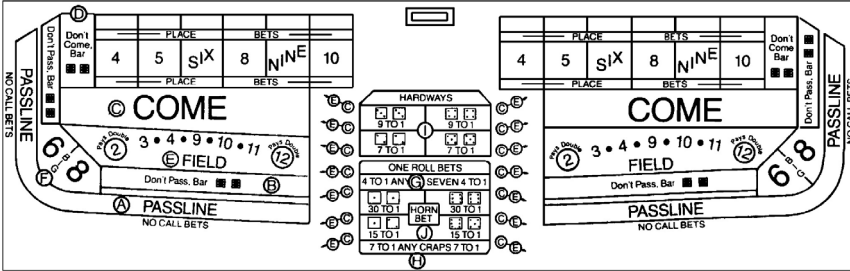 D
Don't Pass, Bar
Don't Come, Bar
PLACE BETS
4 5 SIX 8 NINE 10
PLACE BETS
C COME
PASSLINE
NO CALL BETS
Pays Double 2 3 • 4 • 9 • 10 • 11 Pays Double 12
E FIELD
6 8 BIG
F
Don't Pass, Bar B
A PASSLINE
NO CALL BETS
E C
E C
E C
E C
E C
E C
E C
E C
HARDWAYS
9 TO 1 9 TO 1
I
7 TO 1 7 TO 1
ONE ROLL BETS
4 TO 1 ANY G SEVEN 4 TO 1
30 TO 1 HORN BET 30 TO 1
15 TO 1 J 15 TO 1
7 TO 1 ANY CRAPS 7 TO 1
H
C E
C E
C E
C E
C E
C E
C E
C E
PLACE BETS
4 5 SIX 8 NINE 10
PLACE BETS
Don't Come Bar
Don't Pass, Bar
COME
PASSLINE
NO CALL BETS
Pays Double 2 3 • 4 • 9 • 10 • 11 Pays Double 12
FIELD
6 8 BIG
Don't Pass, Bar
PASSLINE
NO CALL BETS